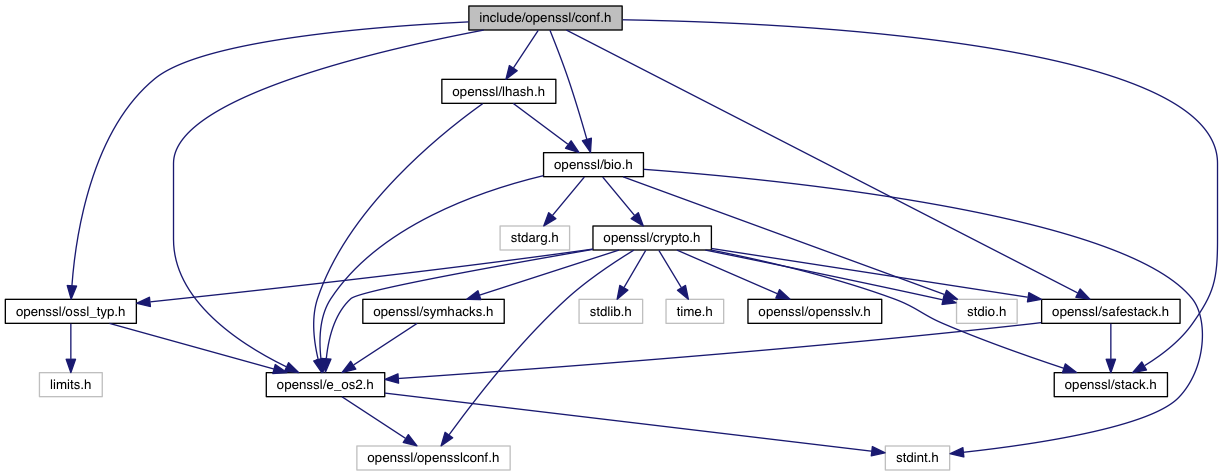 include/openssl/conf.h
openssl/lhash.h
openssl/bio.h
stdarg.h
openssl/crypto.h
openssl/ossl_typ.h
openssl/symhacks.h
stdlib.h
time.h
openssl/opensslv.h
stdio.h
openssl/safestack.h
limits.h
openssl/e_os2.h
openssl/stack.h
openssl/opensslconf.h
stdint.h